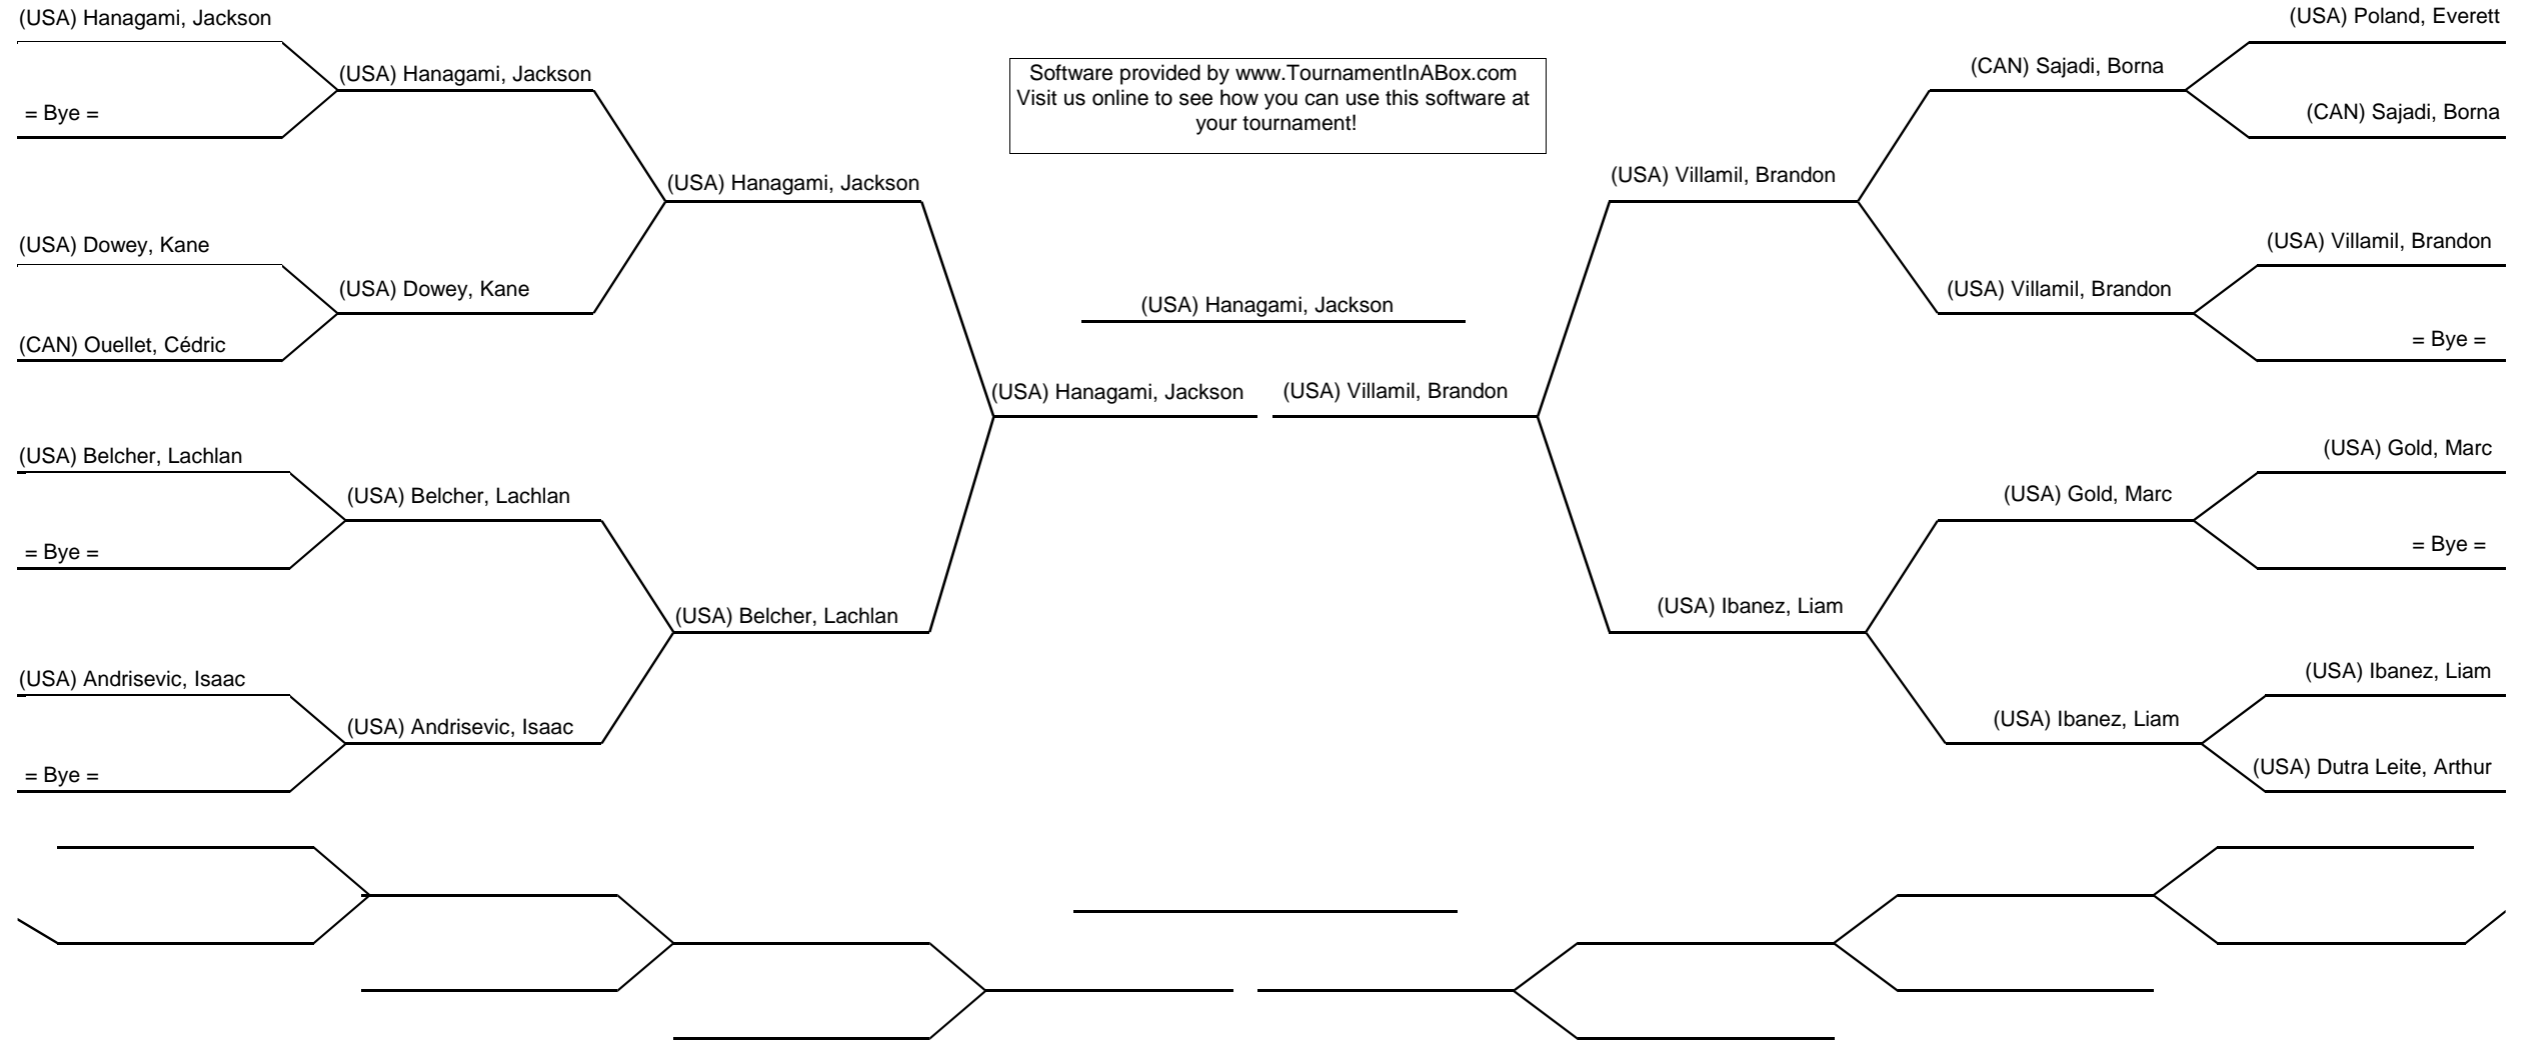 (USA) Hanagami, Jackson
= Bye =
(USA) Dowey, Kane
(CAN) Ouellet, Cédric
(USA) Belcher, Lachlan
= Bye =
(USA) Andrisevic, Isaac
= Bye =
(USA) Hanagami, Jackson
(USA) Dowey, Kane
(USA) Belcher, Lachlan
(USA) Andrisevic, Isaac
(USA) Hanagami, Jackson
(USA) Belcher, Lachlan
Software provided by www.TournamentInABox.com
Visit us online to see how you can use this software at
your tournament!
(USA) Hanagami, Jackson
(USA) Hanagami, Jackson
(USA) Villamil, Brandon
(USA) Villamil, Brandon
(USA) Ibanez, Liam
(CAN) Sajadi, Borna
(USA) Villamil, Brandon
(USA) Gold, Marc
(USA) Ibanez, Liam
(USA) Poland, Everett
(CAN) Sajadi, Borna
(USA) Villamil, Brandon
= Bye =
(USA) Gold, Marc
= Bye =
(USA) Ibanez, Liam
(USA) Dutra Leite, Arthur